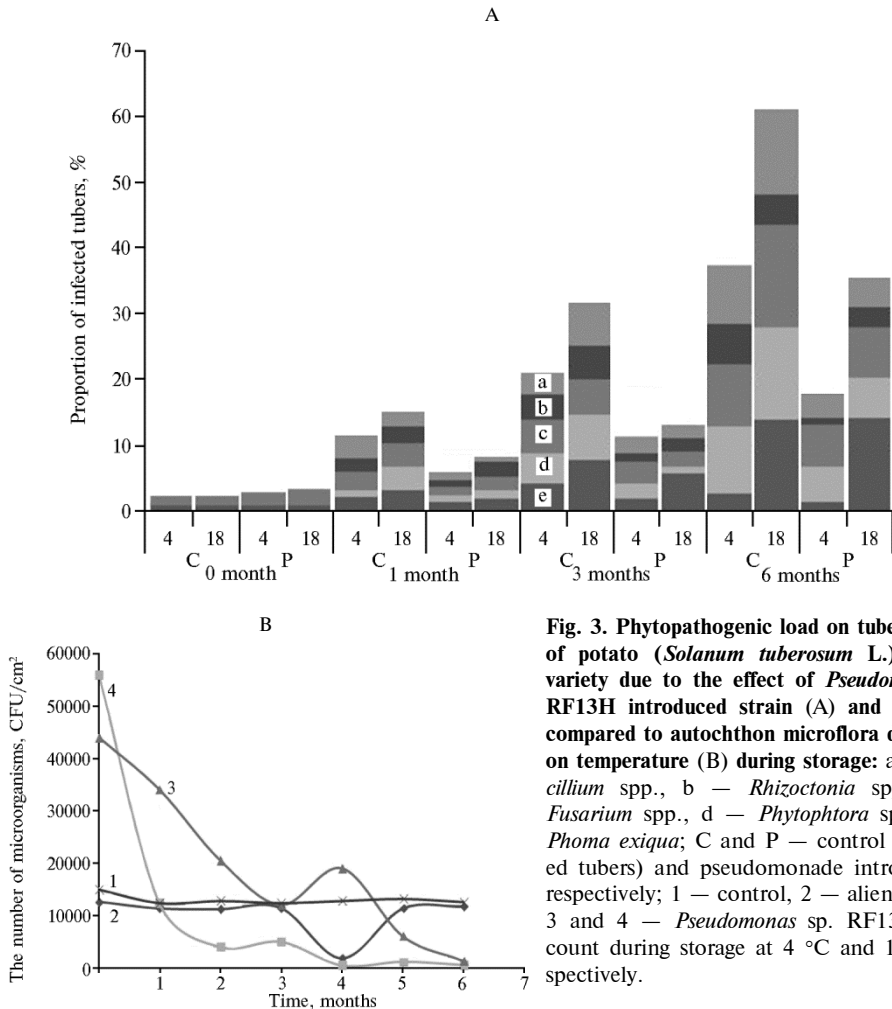 A
70
60
50
40
30
20
10
0
Proportion of infected tubers, %
a
b
c
d
e
4 18 4 18 4 18 4 18 4 18 4 18 4 18 4 18
C P C P C P C P
0 month 1 month 3 months 6 months
B
60000
50000
40000
30000
20000
10000
0
The number of microorganisms, CFU/cm²
4
3
1
2
1 2 3 4 5 6 7
Time, months
Fig. 3. Phytopathogenic load on tube
of potato (Solanum tuberosum L.)
variety due to the effect of Pseudo
RF13H introduced strain (A) and
compared to autochthon microflora
on temperature (B) during storage:
cillium spp., b — Rhizoctonia sp
Fusarium spp., d — Phytophtora sp
Phoma exiqua; C and P — control
ed tubers) and pseudomonade intro
respectively; 1 — control, 2 — alien
3 and 4 — Pseudomonas sp. RF13
count during storage at 4 °C and 1
spectively.